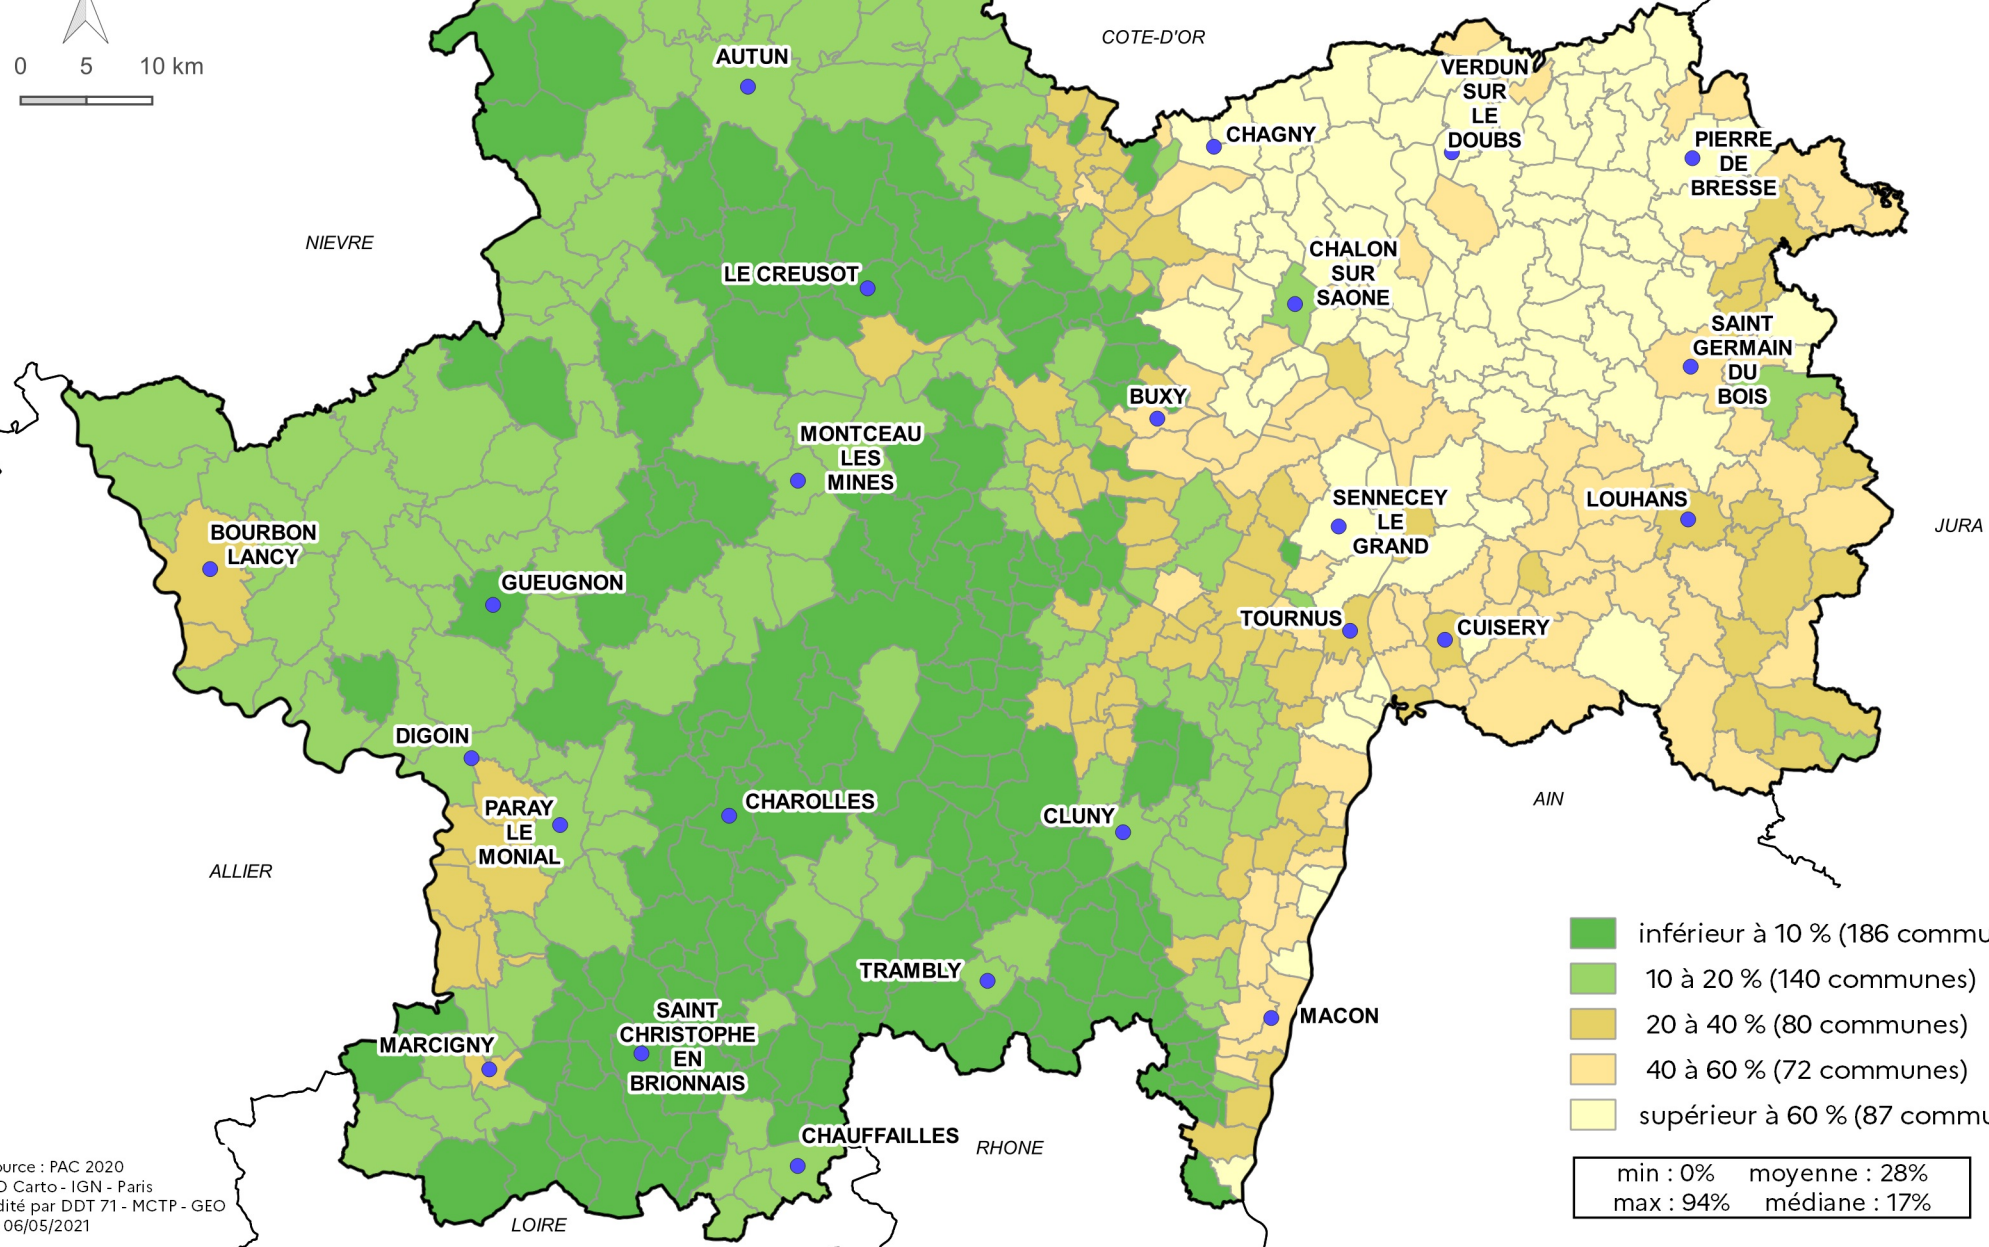 0 5 10 km
COTE-D'OR
AUTUN
VERDUN
SUR
LE
DOUBS
CHAGNY
PIERRE
DE
BRESSE
NIEVRE
CHALON
SUR
SAONE
LE CREUSOT
SAINT
GERMAIN
DU
BOIS
BUXY
MONTCEAU
LES
MINES
SENNECEY
LE
GRAND
LOUHANS
JURA
BOURBON
LANCY
GUEUGNON
TOURNUS
CUISERY
DIGOIN
PARAY
LE
MONIAL
CHAROLLES
CLUNY
AIN
ALLIER
TRAMBLY
MACON
SAINT
CHRISTOPHE
EN
BRIONNAIS
MARCIGNY
CHAUFFAILLES
RHONE
LOIRE
inférieur à 10 % (186 commu
10 à 20 % (140 communes)
20 à 40 % (80 communes)
40 à 60 % (72 communes)
supérieur à 60 % (87 commu
min : 0% moyenne : 28%
max : 94% médiane : 17%
ource : PAC 2020
D Carto - IGN - Paris
dité par DDT 71 - MCTP - GEO
06/05/2021